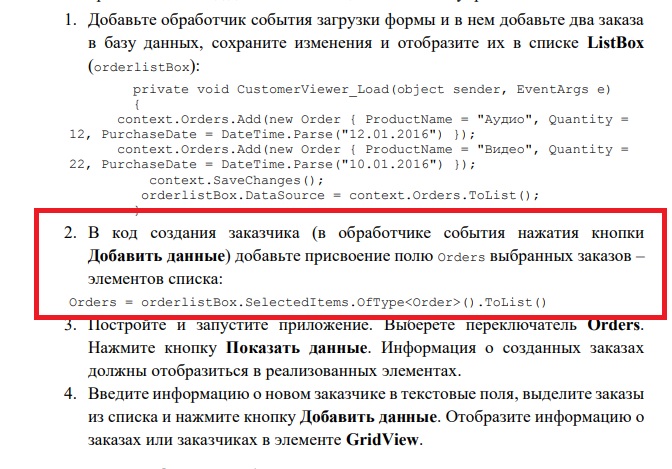 1. Добавьте обработчик события загрузки формы и в нем добавьте два заказа
в базу данных, сохраните изменения и отобразите их в списке ListBox
(orderlistBox):
private void CustomerViewer_Load(object sender, EventArgs e)
{
context.Orders.Add(new Order { ProductName = "Аудио", Quantity =
12, PurchaseDate = DateTime.Parse("12.01.2016") });
context.Orders.Add(new Order { ProductName = "Видео", Quantity =
22, PurchaseDate = DateTime.Parse("10.01.2016") });
context.SaveChanges();
orderlistBox.DataSource = context.Orders.ToList();
2. В код создания заказчика (в обработчике события нажатия кнопки
Добавить данные) добавьте присвоение полю Orders выбранных заказов –
элементов списка:
Orders = orderlistBox.SelectedItems.OfType<Order>().ToList()
3. Постройте и запустите приложение. Выберете переключатель Orders.
Нажмите кнопку Показать данные. Информация о созданных заказах
должны отобразиться в реализованных элементах.
4. Введите информацию о новом заказчике в текстовые поля, выделите заказы
из списка и нажмите кнопку Добавить данные. Отобразите информацию о
заказах или заказчиках в элементе GridView.